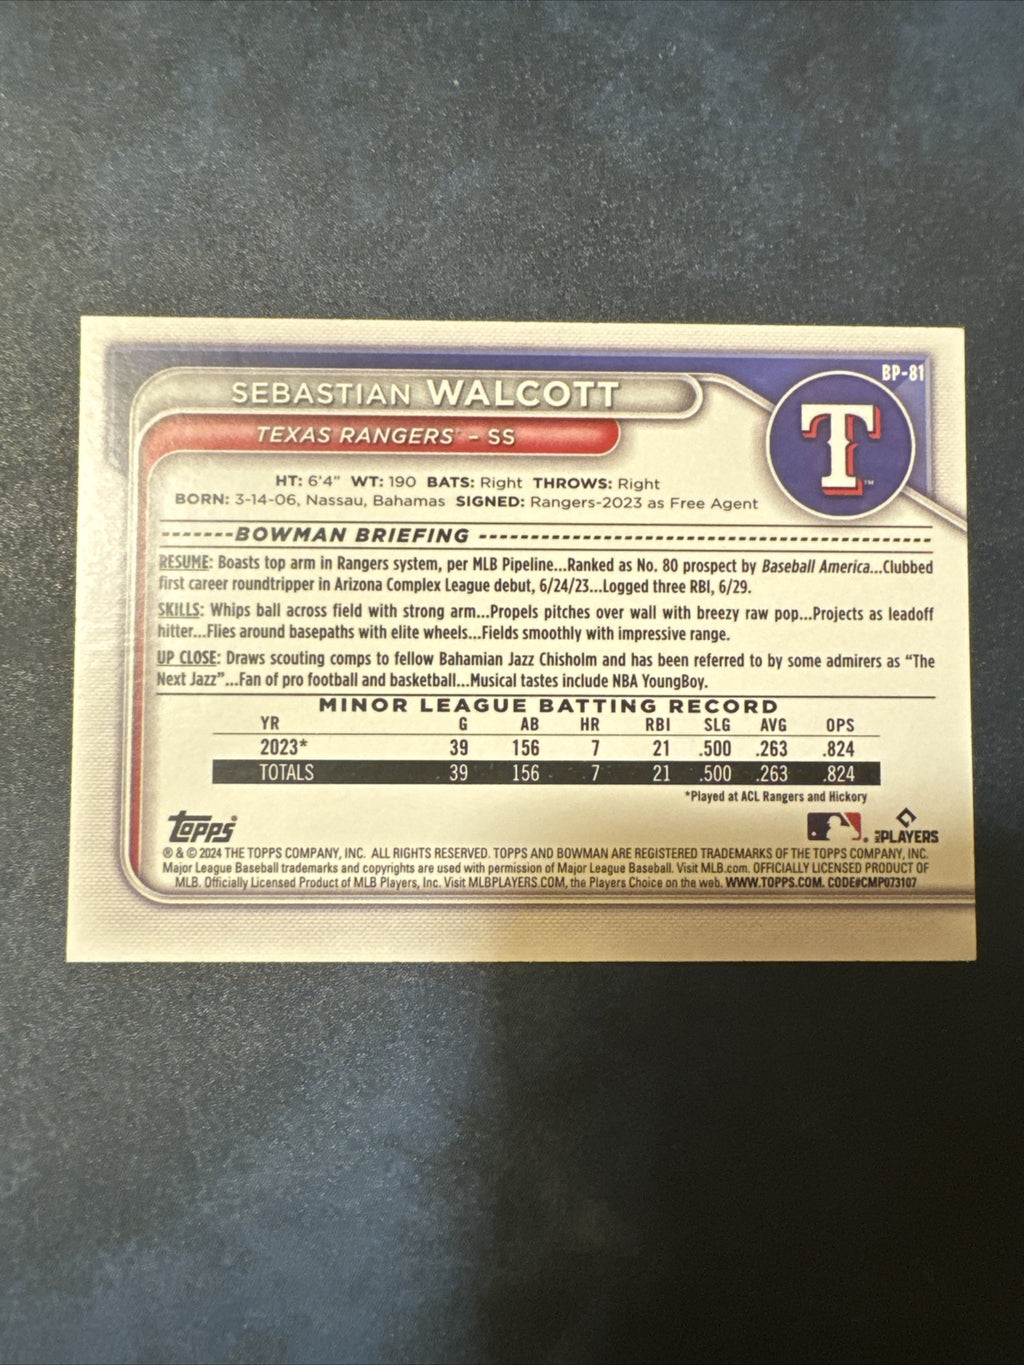 BP-81
SEBASTIAN WALCOTT
TEXAS RANGERS™ - SS
T™
HT: 6'4" WT: 190 BATS: Right THROWS: Right
BORN: 3-14-06, Nassau, Bahamas SIGNED: Rangers-2023 as Free Agent
BOWMAN BRIEFING
RESUME: Boasts top arm in Rangers system, per MLB Pipeline...Ranked as No. 80 prospect by Baseball America...Clubbed
first career roundtripper in Arizona Complex League debut, 6/24/23...Logged three RBI, 6/29.
SKILLS: Whips ball across field with strong arm...Propels pitches over wall with breezy raw pop...Projects as leadoff
hitter...Flies around basepaths with elite wheels...Fields smoothly with impressive range.
UP CLOSE: Draws scouting comps to fellow Bahamian Jazz Chisholm and has been referred to by some admirers as “The
Next Jazz”...Fan of pro football and basketball...Musical tastes include NBA YoungBoy.
MINOR LEAGUE BATTING RECORD
YR G AB HR RBI SLG AVG OPS
2023* 39 156 7 21 .500 .263 .824
TOTALS 39 156 7 21 .500 .263 .824
*Played at ACL Rangers and Hickory
Topps® MLB PLAYERS
® & © 2024 THE TOPPS COMPANY, INC. ALL RIGHTS RESERVED. TOPPS AND BOWMAN ARE REGISTERED TRADEMARKS OF THE TOPPS COMPANY, INC.
Major League Baseball trademarks and copyrights are used with permission of Major League Baseball. Visit MLB.com. OFFICIALLY LICENSED PRODUCT OF
MLB. Officially Licensed Product of MLB Players, Inc. Visit MLBPLAYERS.COM, the Players Choice on the web. WWW.TOPPS.COM. CODE#CMP073107